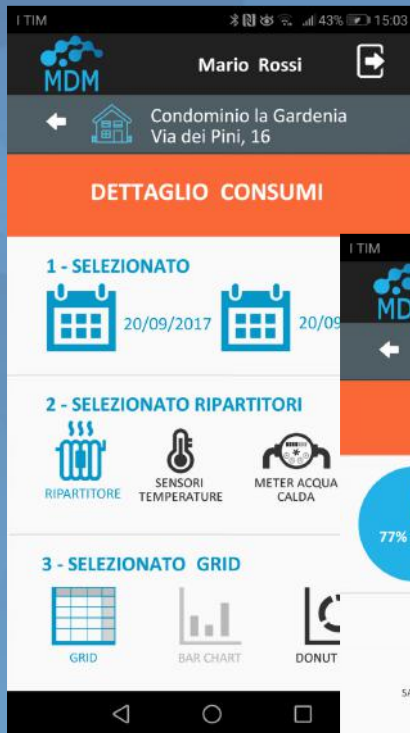 I TIM 43% 15:03
MDM
Mario Rossi
Condominio la Gardenia
Via dei Pini, 16
DETTAGLIO CONSUMI
1 - SELEZIONATO
20/09/2017
20/09
2 - SELEZIONATO RIPARTITORI
RIPARTITORE
SENSORI
TEMPERATURE
METER ACQUA
CALDA
3 - SELEZIONATO GRID
GRID
BAR CHART
DONUT
I TIM
MD
77%